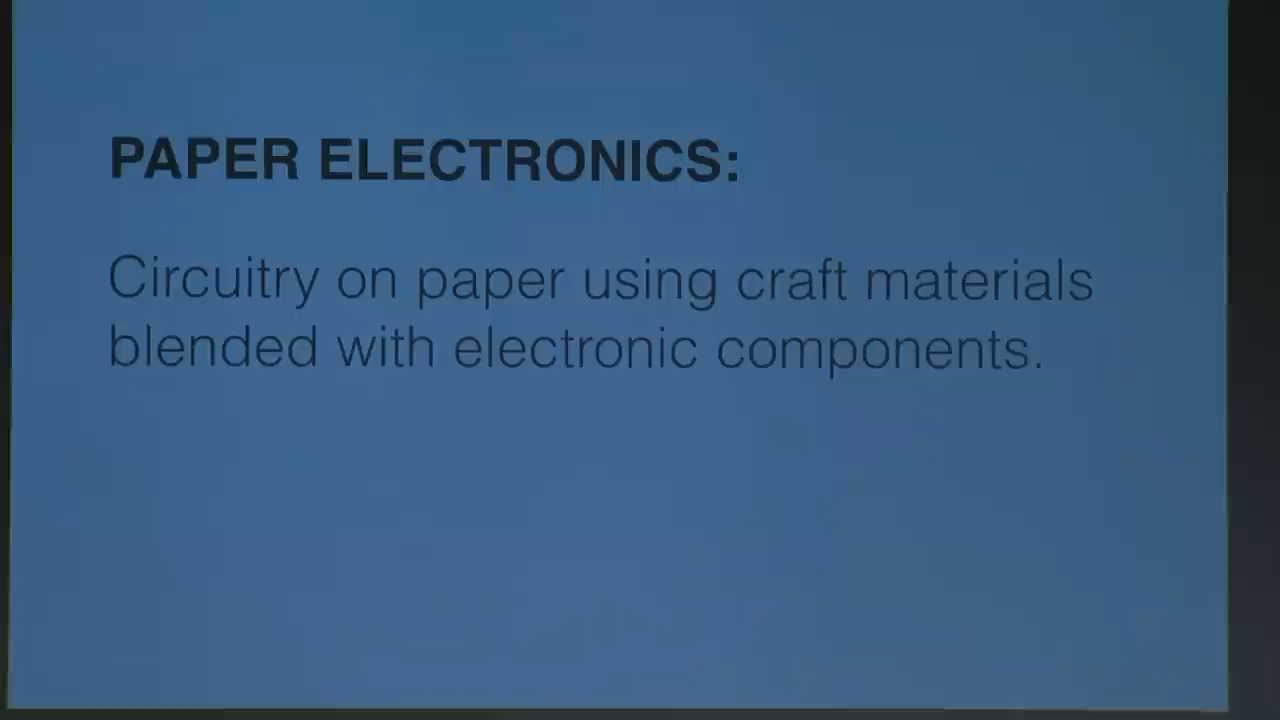 PAPER ELECTRONICS:
Circuitry on paper using craft materials
blended with electronic components.